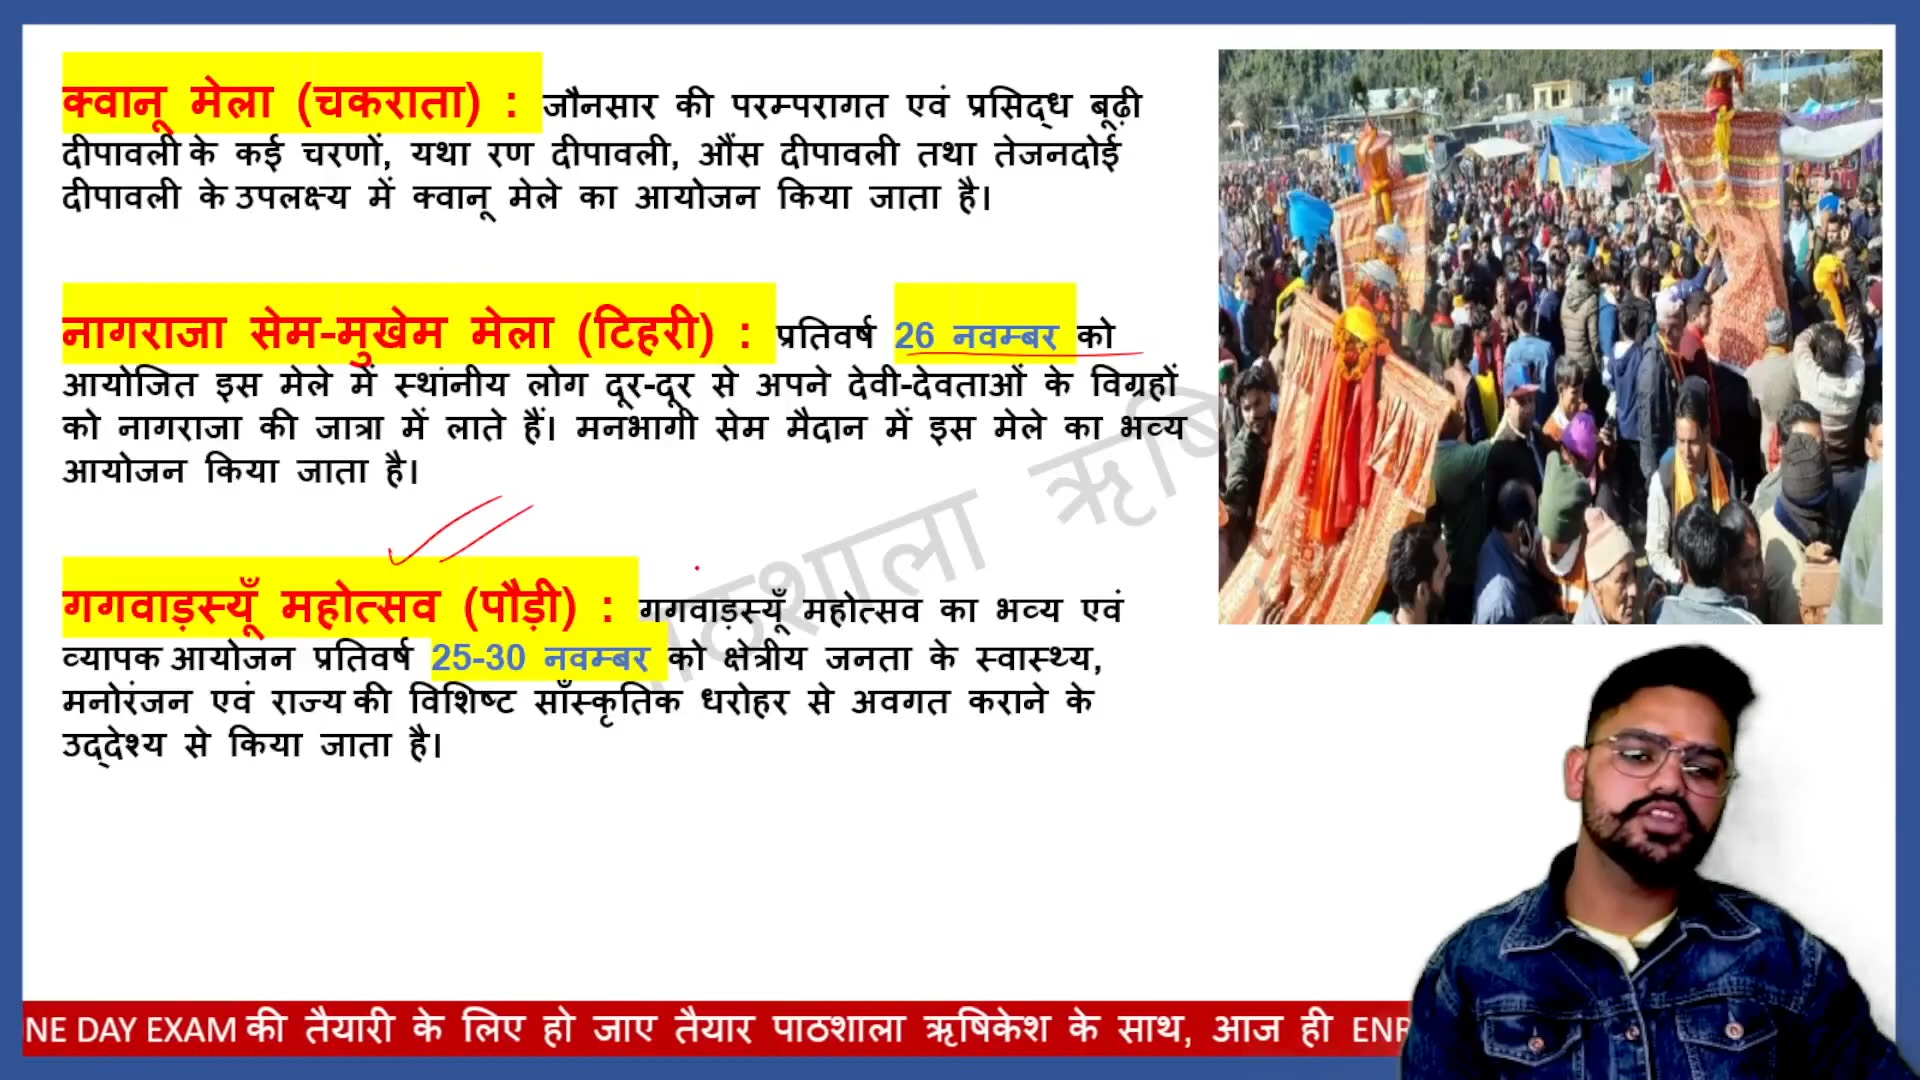 क्वानू मेला (चकराता) : जौनसार की परम्परागत एवं प्रसिद्ध बूढ़ी
दीपावली के कई चरणों, यथा रण दीपावली, औंस दीपावली तथा तेजनदोई
दीपावली के उपलक्ष्य में क्वानू मेले का आयोजन किया जाता है।
नागराजा सेम-मुखेम मेला (टिहरी) : प्रतिवर्ष 26 नवम्बर को
आयोजित इस मेले में स्थांनीय लोग दूर-दूर से अपने देवी-देवताओं के विग्रहों
को नागराजा की जात्रा में लाते हैं। मनभागी सेम मैदान में इस मेले का भव्य
आयोजन किया जाता है।
गगवाड़स्यूँ महोत्सव (पौड़ी) : गगवाड़स्यूँ महोत्सव का भव्य एवं
व्यापक आयोजन प्रतिवर्ष 25-30 नवम्बर को क्षेत्रीय जनता के स्वास्थ्य,
मनोरंजन एवं राज्य की विशिष्ट साँस्कृतिक धरोहर से अवगत कराने के
उद्देश्य से किया जाता है।
NE DAY EXAM की तैयारी के लिए हो जाए तैयार पाठशाला ऋषिकेश के साथ, आज ही ENR